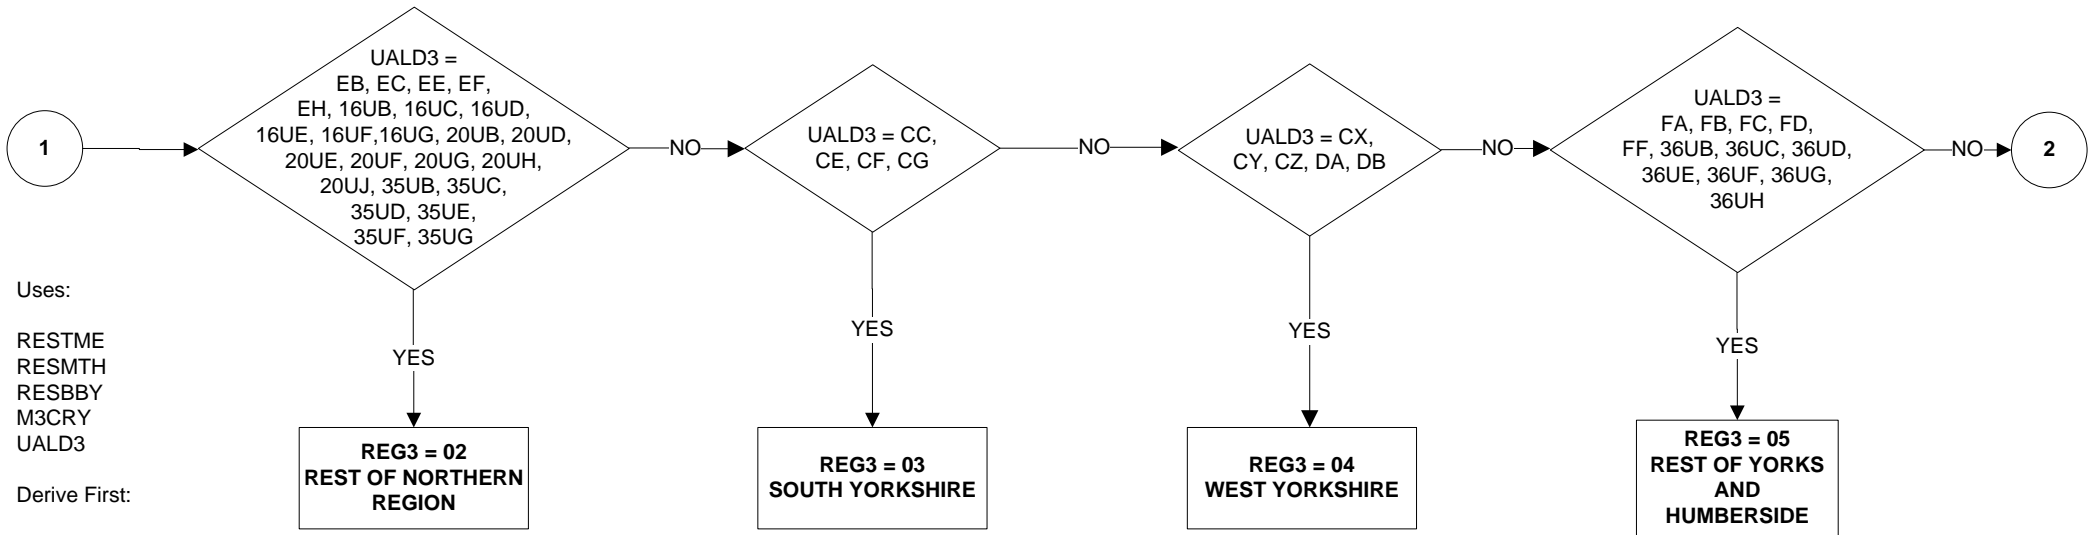 1
UALD3 =
EB, EC, EE, EF,
EH, 16UB, 16UC, 16UD,
16UE, 16UF,16UG, 20UB, 20UD,
20UE, 20UF, 20UG, 20UH,
20UJ, 35UB, 35UC,
35UD, 35UE,
35UF, 35UG
NO
UALD3 = CC,
CE, CF, CG
NO
UALD3 = CX,
CY, CZ, DA, DB
NO
UALD3 =
FA, FB, FC, FD,
FF, 36UB, 36UC, 36UD,
36UE, 36UF, 36UG,
36UH
NO
2
YES
YES
YES
YES
Uses:
RESTME
RESMTH
RESBBY
M3CRY
UALD3
Derive First:
REG3 = 02
REST OF NORTHERN
REGION
REG3 = 03
SOUTH YORKSHIRE
REG3 = 04
WEST YORKSHIRE
REG3 = 05
REST OF YORKS
AND
HUMBERSIDE